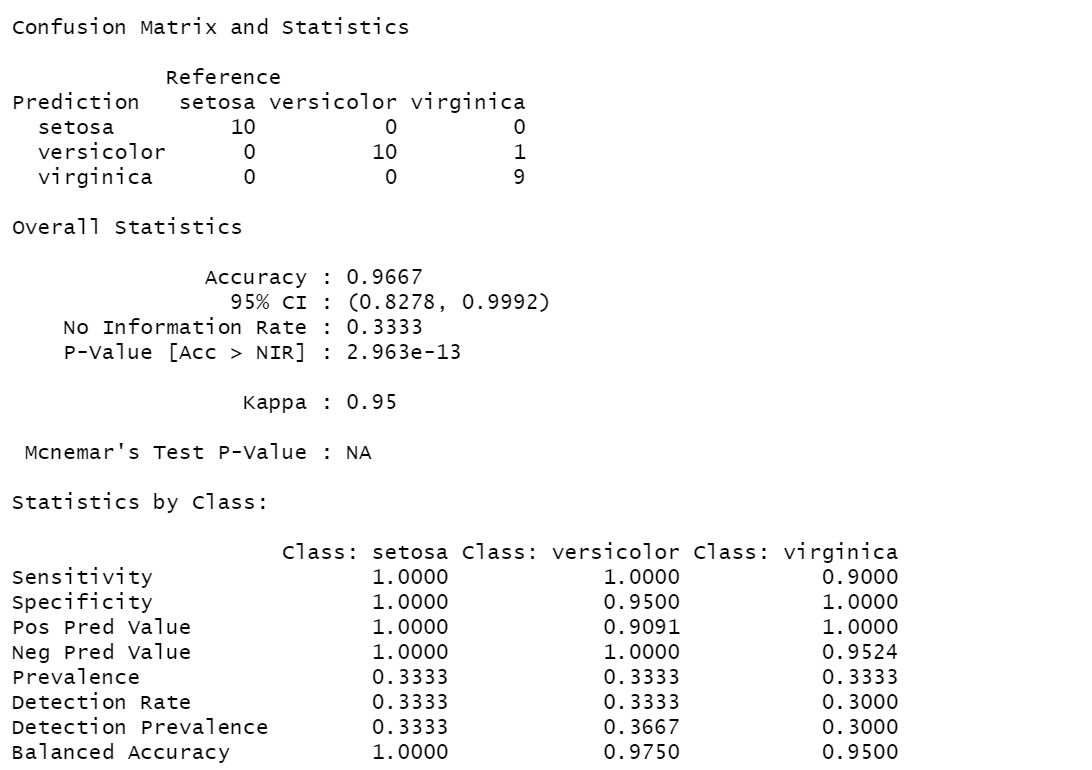 Confusion Matrix and Statistics
Reference
Prediction setosa versicolor virginica
setosa 10 0 0
versicolor 0 10 1
virginica 0 0 9
Overall Statistics
Accuracy : 0.9667
95% CI : (0.8278, 0.9992)
No Information Rate : 0.3333
P-Value [Acc > NIR] : 2.963e-13
Kappa : 0.95
Mcnemar's Test P-Value : NA
Statistics by Class:
Class: setosa Class: versicolor Class: virginica
Sensitivity 1.0000 1.0000 0.9000
Specificity 1.0000 0.9500 1.0000
Pos Pred Value 1.0000 0.9091 1.0000
Neg Pred Value 1.0000 1.0000 0.9524
Prevalence 0.3333 0.3333 0.3333
Detection Rate 0.3333 0.3333 0.3000
Detection Prevalence 0.3333 0.3667 0.3000
Balanced Accuracy 1.0000 0.9750 0.9500